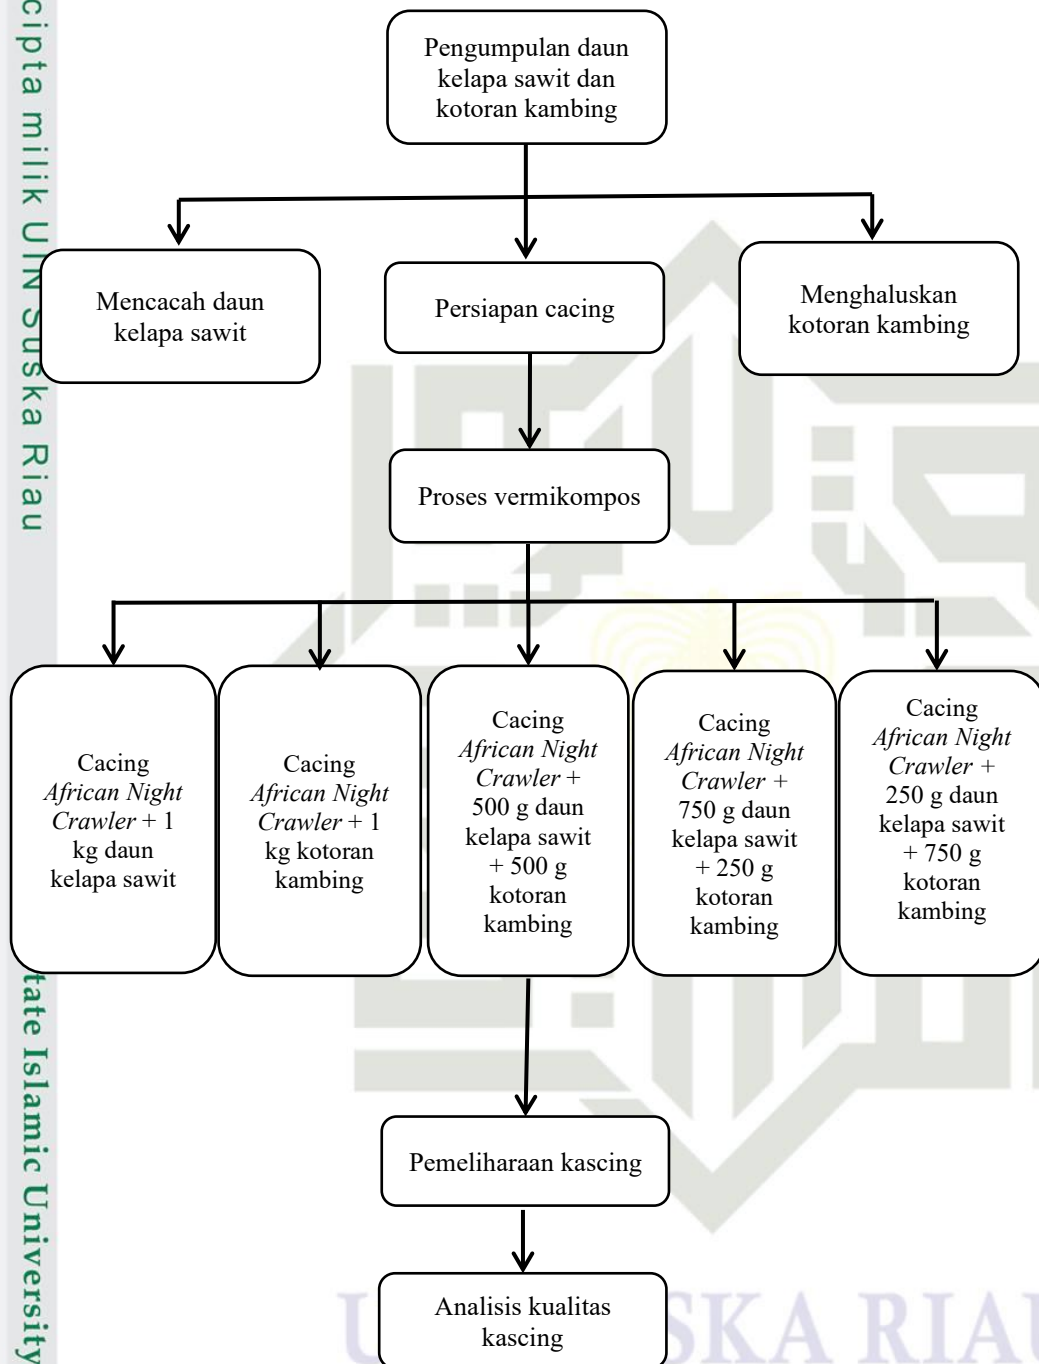 cipta milik UIN Suska Riau
Pengumpulan daun
kelapa sawit dan
kotoran kambing
Mencacah daun
kelapa sawit
Persiapan cacing
Menghaluskan
kotoran kambing
Proses vermikompos
Cacing
African Night
Crawler + 1
kg daun
kelapa sawit
Cacing
African Night
Crawler + 1
kg kotoran
kambing
Cacing
African Night
Crawler +
500 g daun
kelapa sawit
+ 500 g
kotoran
kambing
Cacing
African Night
Crawler +
750 g daun
kelapa sawit
+ 250 g
kotoran
kambing
Cacing
African Night
Crawler +
250 g daun
kelapa sawit
+ 750 g
kotoran
kambing
tate Islamic University
Pemeliharaan kascing
Analisis kualitas
kascing
SKA RIAU